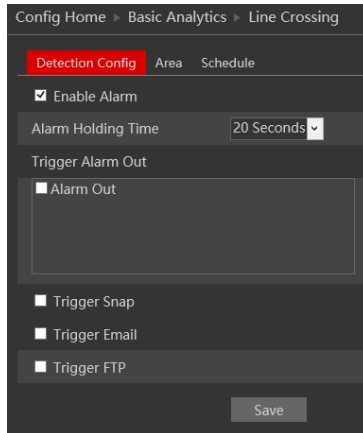 Config Home ▶ Basic Analytics ▶ Line Crossing
Detection Config Area Schedule
Enable Alarm
Alarm Holding Time 20 Seconds
Trigger Alarm Out
Alarm Out
Trigger Snap
Trigger Email
Trigger FTP
Save